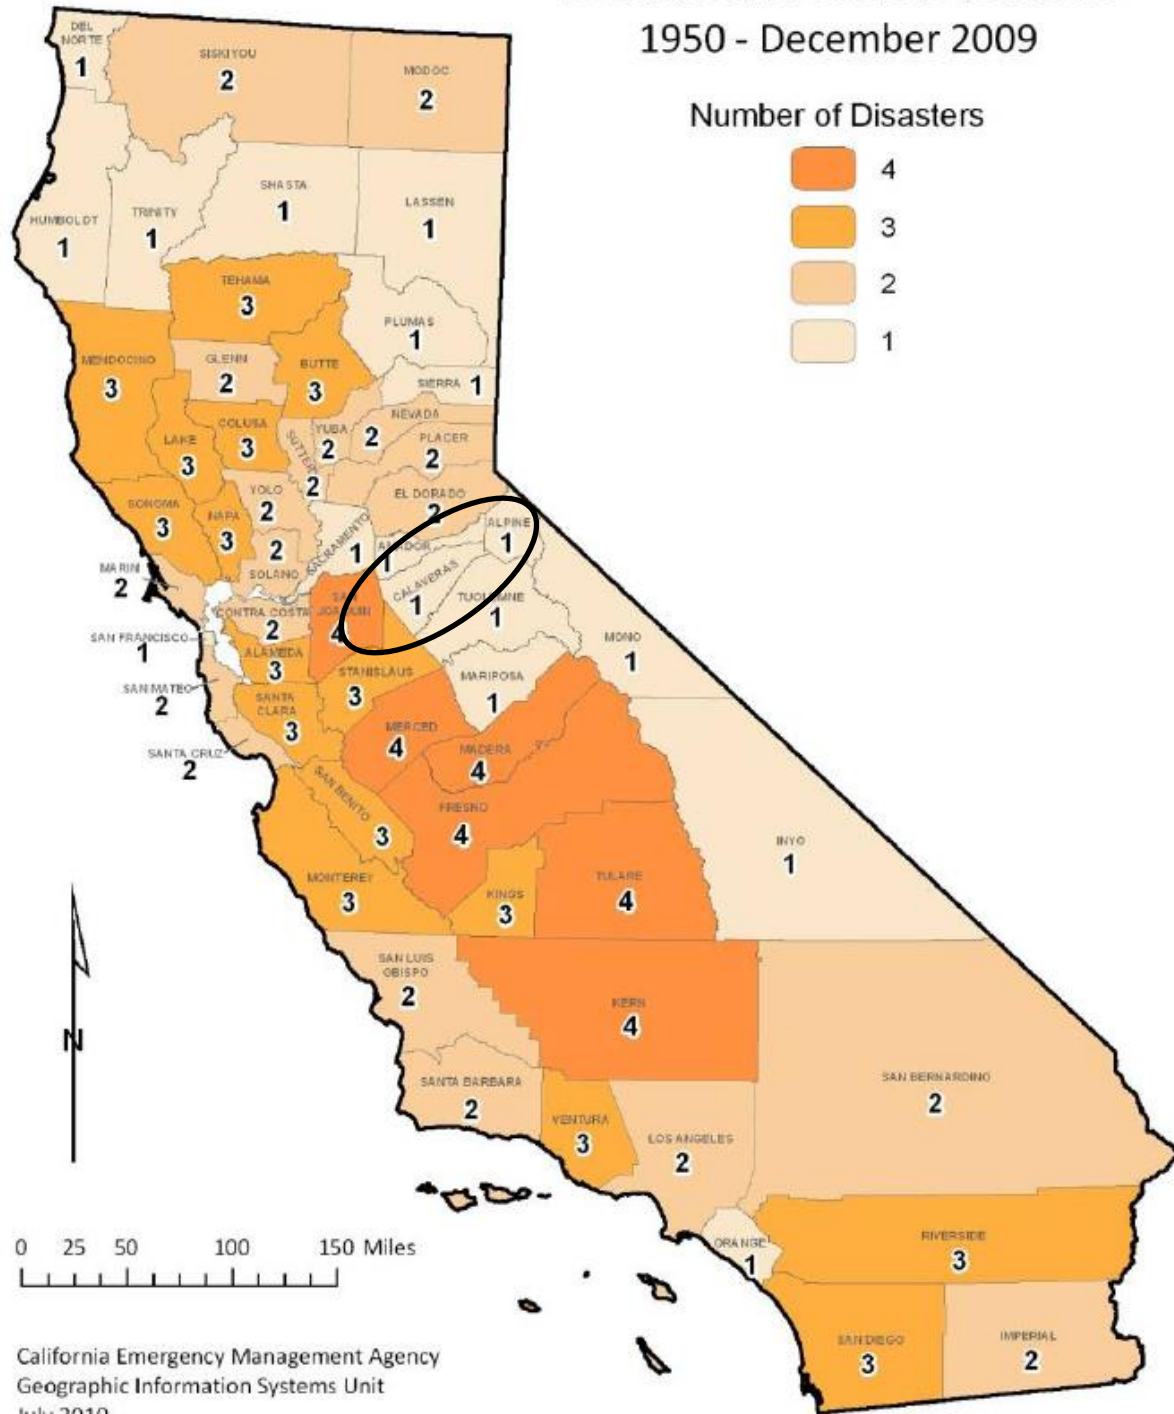 1950 - December 2009
Number of Disasters
4
3
2
1
DEL
NORTE
1
SISKIYOU
2
MODOC
2
HUMBOLDT
1
TRINITY
1
SHASTA
1
LASSEN
1
TEHAMA
3
PLUMAS
1
MENDOCINO
3
GLENN
2
BUTTE
3
SIERRA 1
LAKE
3
COLUSA
3
SUTTER
2
YUBA
2
NEVADA
2
PLACER
2
SONOMA
3
NAPA
3
YOLO
2
EL DORADO
2
SACRAMENTO
1
AMADOR
1
ALPINE
1
2
SOLANO
MARIN
2
CALAVERAS
1
TUOLUMNE
1
CONTRA COSTA
2
SAN
JOAQUIN
4
SAN FRANCISCO
1
ALAMEDA
3
STANISLAUS
3
MONO
1
MARIPOSA
1
SAN MATEO
2
SANTA
CLARA
3
MERCED
4
MADERA
4
SANTA CRUZ
2
SAN BENITO
3
FRESNO
4
INYO
1
MONTEREY
3
KINGS
3
TULARE
4
SAN LUIS
OBISPO
2
KERN
4
N
SANTA BARBARA
2
VENTURA
3
LOS ANGELES
2
SAN BERNARDINO
2
ORANGE
1
RIVERSIDE
3
SAN DIEGO
3
IMPERIAL
2
0 25 50 100 150 Miles
California Emergency Management Agency
Geographic Information Systems Unit
July 2010